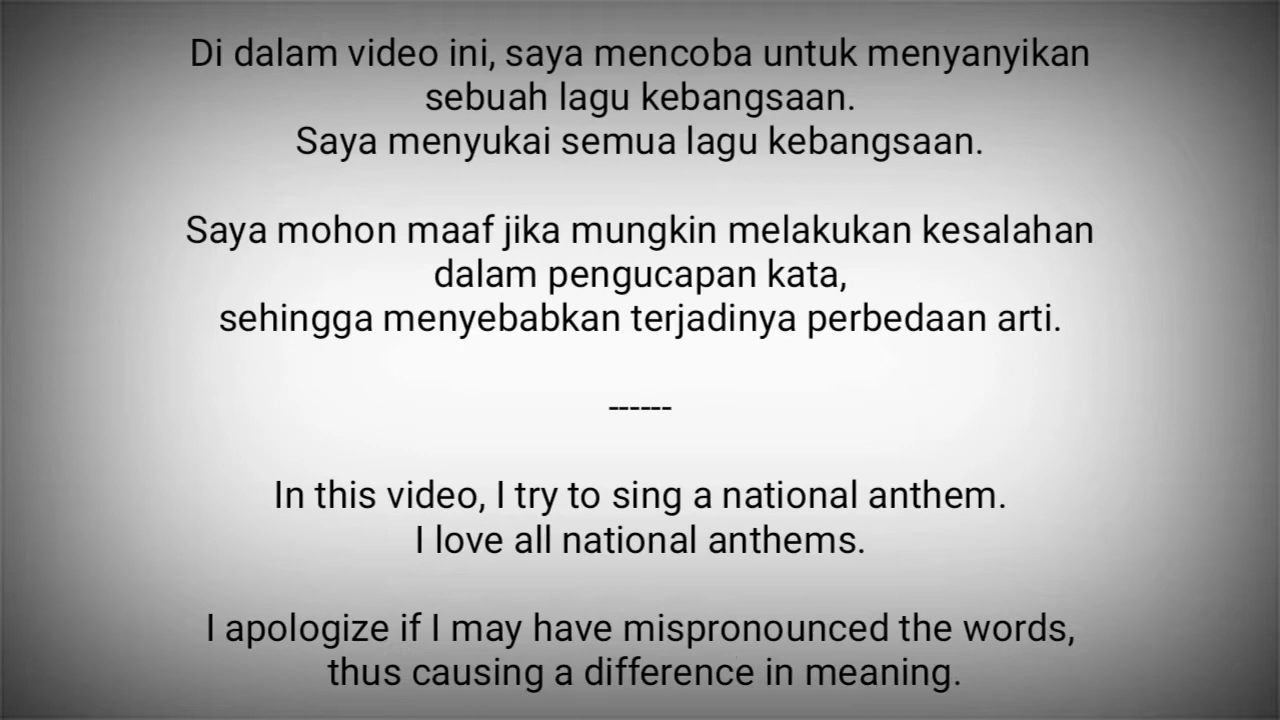 Di dalam video ini, saya mencoba untuk menyanyikan
sebuah lagu kebangsaan.
Saya menyukai semua lagu kebangsaan.
Saya mohon maaf jika mungkin melakukan kesalahan
dalam pengucapan kata,
sehingga menyebabkan terjadinya perbedaan arti.
------
In this video, I try to sing a national anthem.
I love all national anthems.
I apologize if I may have mispronounced the words,
thus causing a difference in meaning.